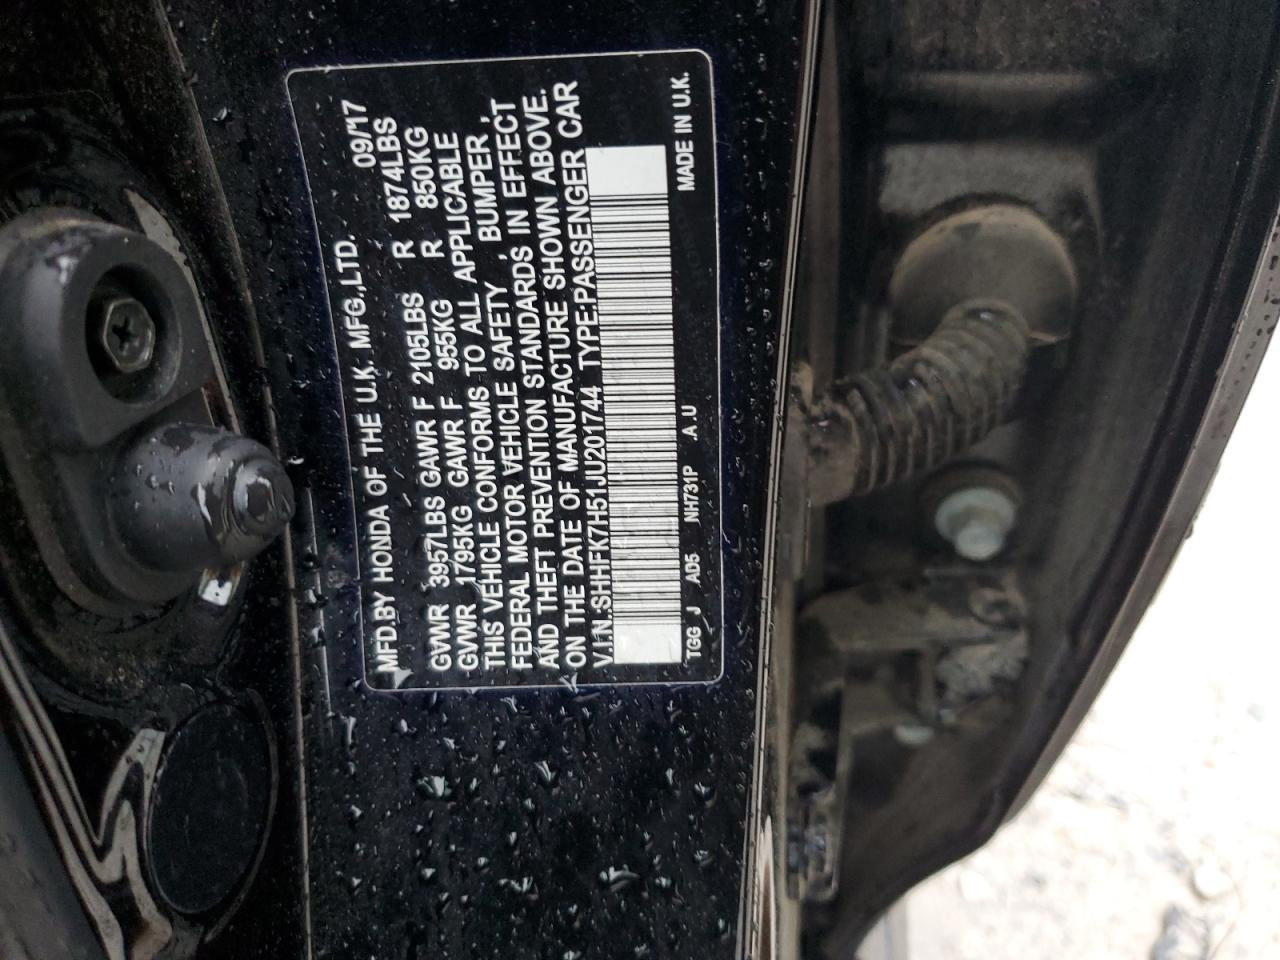 MFD.BY HONDA OF THE U.K. MFG.,LTD. 09/17
GVWR 3957LBS GAWR F 2105LBS R 1874LBS
GVWR 1795KG GAWR F 955KG R 850KG
THIS VEHICLE CONFORMS TO ALL APPLICABLE
FEDERAL MOTOR VEHICLE SAFETY , BUMPER ,
AND THEFT PREVENTION STANDARDS IN EFFECT
ON THE DATE OF MANUFACTURE SHOWN ABOVE.
V.I.N.:SHHFK7H51JU201744 TYPE:PASSENGER CAR
TGG J AD5 NH731P .A .U MADE IN U.K.